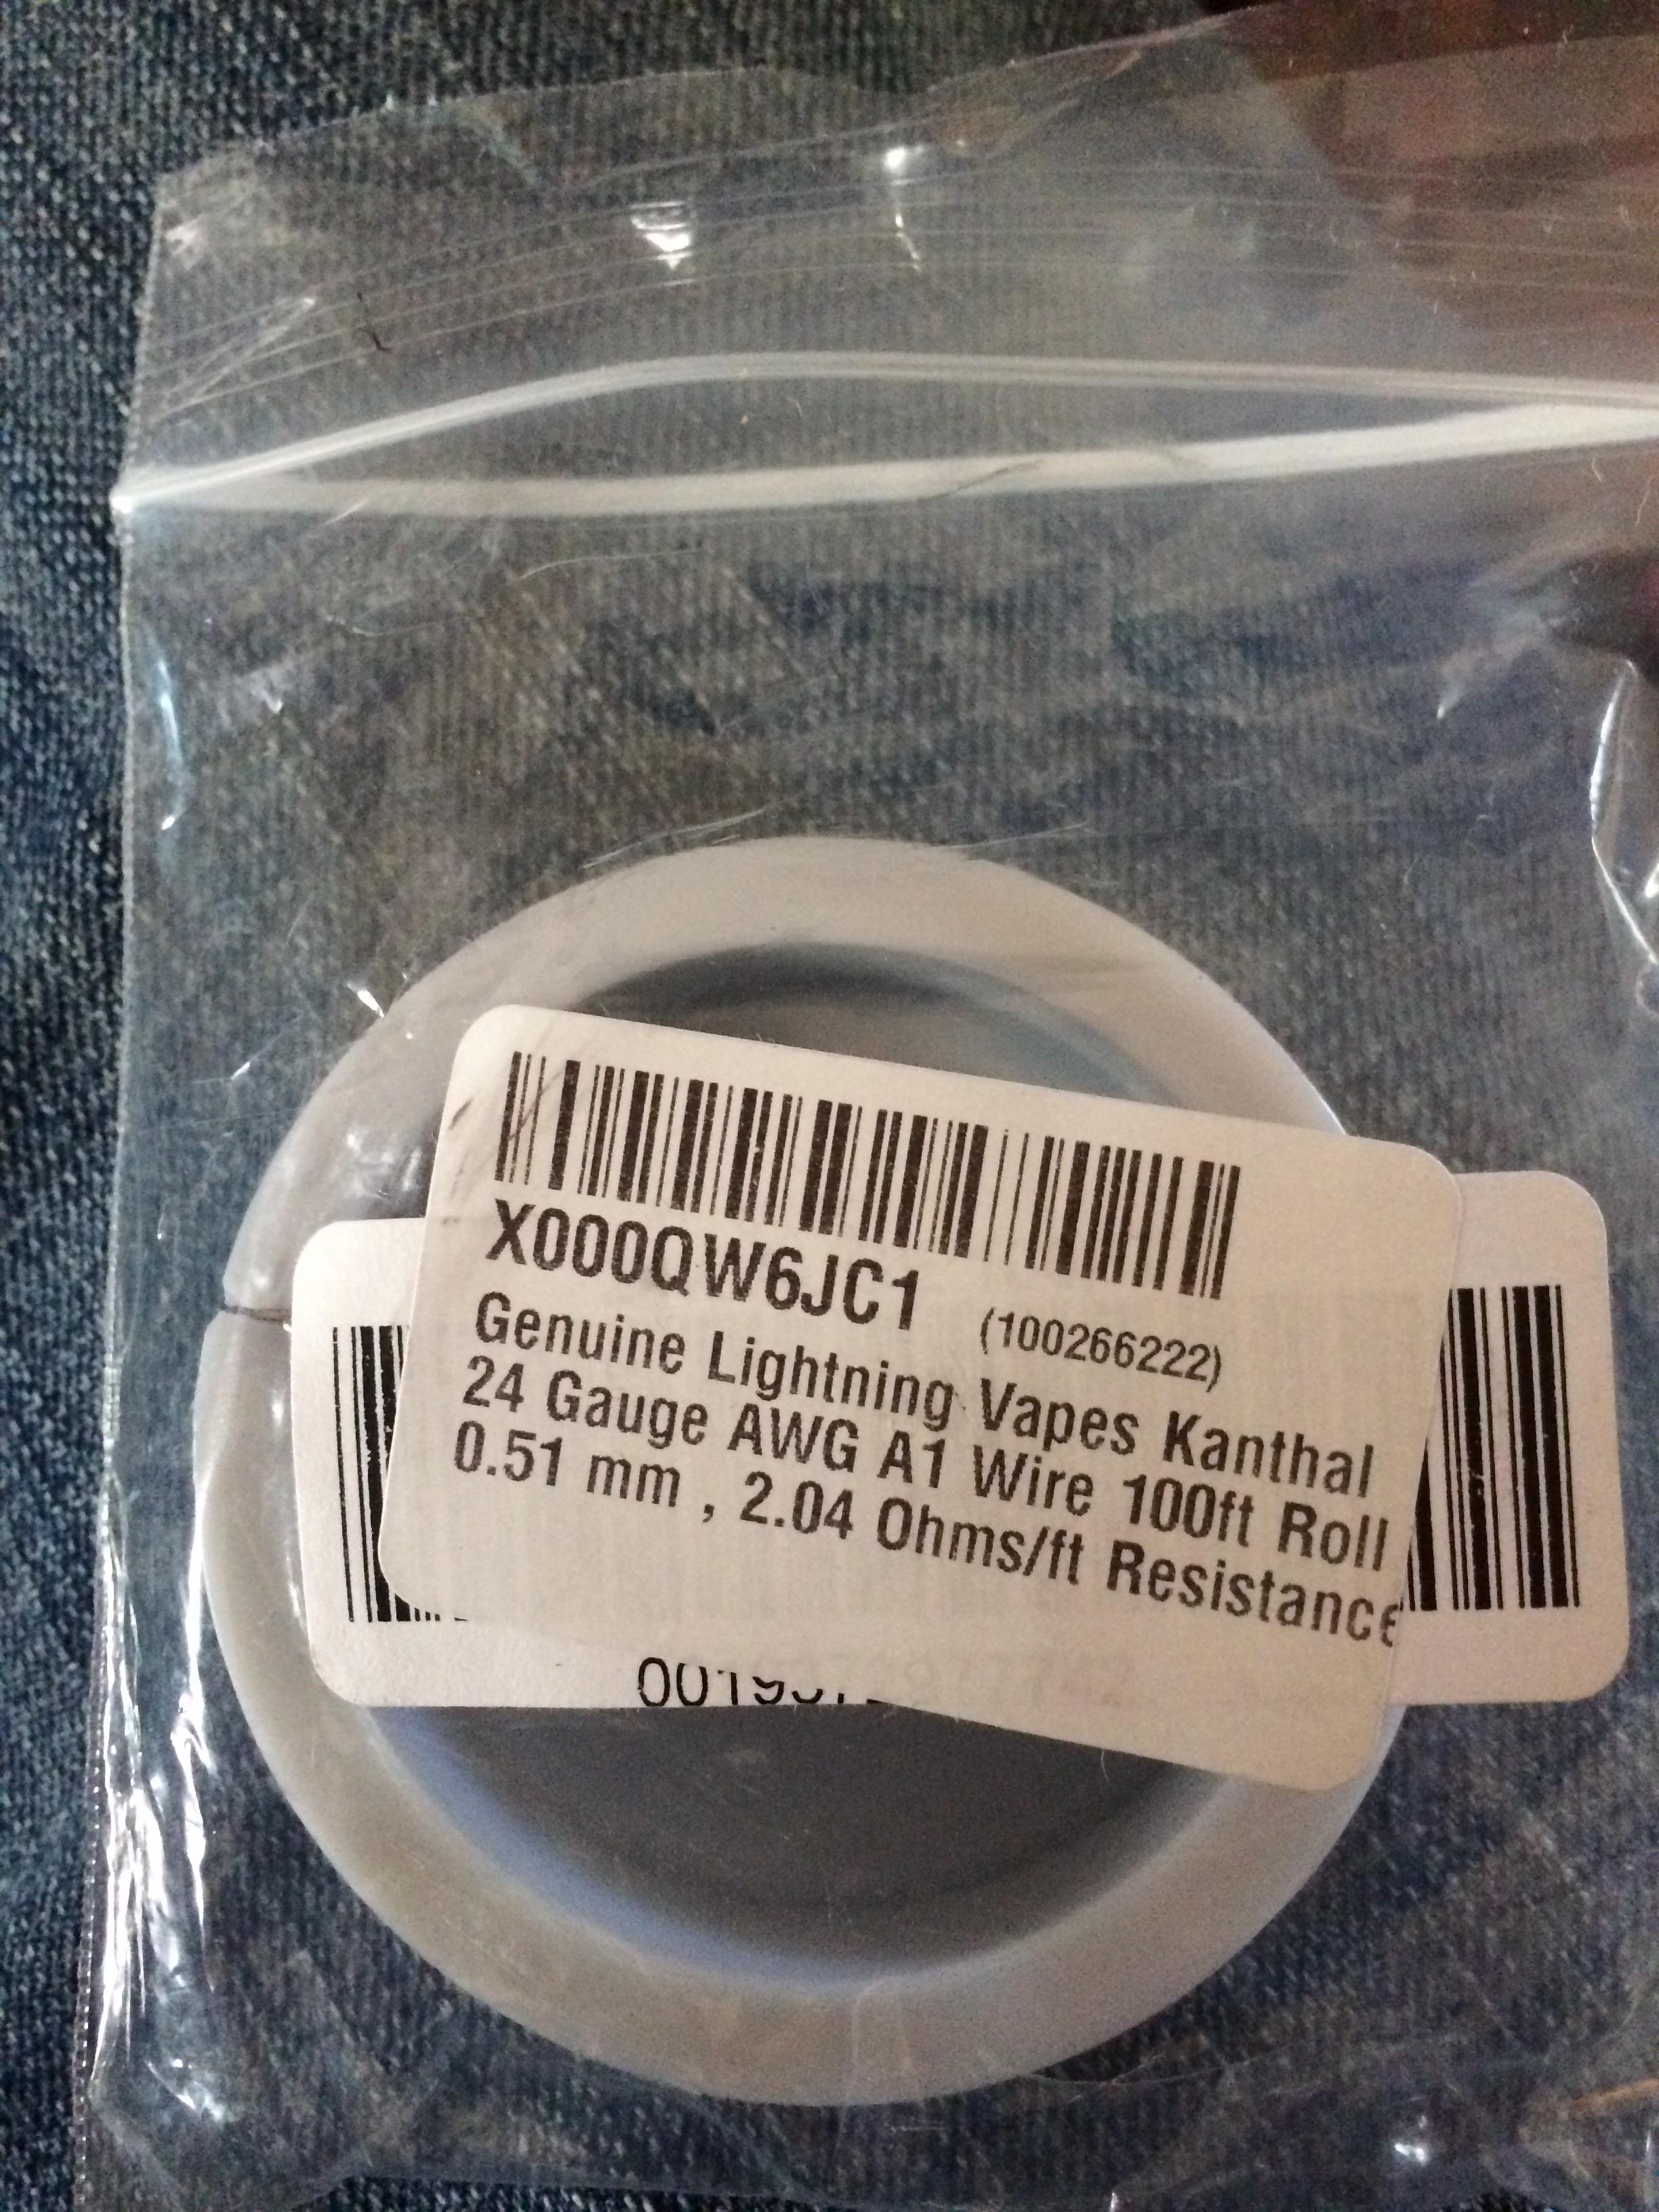 X000QW6JC1 (100266222)
Genuine Lightning Vapes Kanthal
24 Gauge AWG A1 Wire 100ft Roll
0.51 mm , 2.04 Ohms/ft Resistance